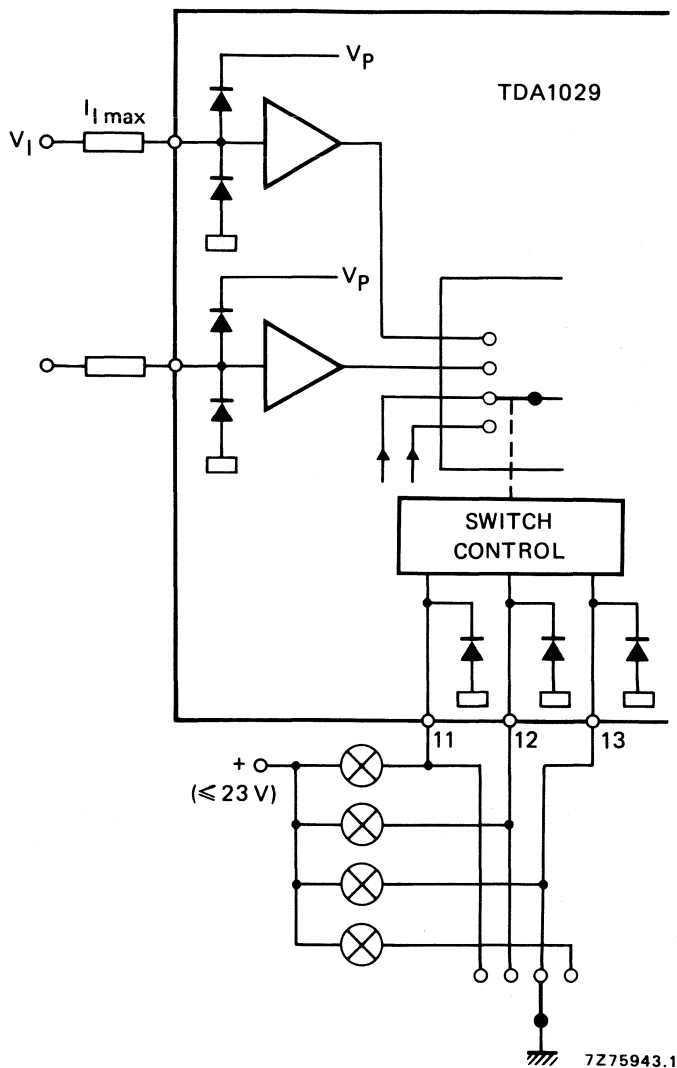 V_P
TDA1029
I_I max
V_I
V_P
SWITCH
CONTROL
11 12 13
+
(≤ 23 V)
7Z75943.1